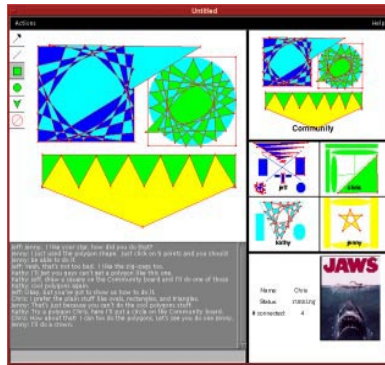 Untitled
Actions
Help
Community
jeff
chris
kathy
jenny
Jeff: Jenny: I like your zigs, how did you do that?
Jenny: I just used the polygon shape. Just click on 5 points and you should
Jenny: be able to do it.
Jeff: Yeah, that's not too bad. I like the zig-zags too.
Kathy: I'll bet you guys can't get a polygon like this one.
Kathy: Jeff, draw a square on the Community board and I'll do one of those
Kathy: cool polygons again.
Jeff: Okay, but you've got to show us how to do it.
Chris: I prefer the plain stuff like ovals, rectangles, and triangles.
Jenny: That's just because you can't do the cool polygons stuff.
Kathy: Try a polygon Chris, here I'll put a circle on the Community Board.
Chris: How about that! I can too do the polygons. Let's see you do one Jenny.
Jenny: I'll do a crown.
Name: Chris
Status: running
# connected: 4
JAWS